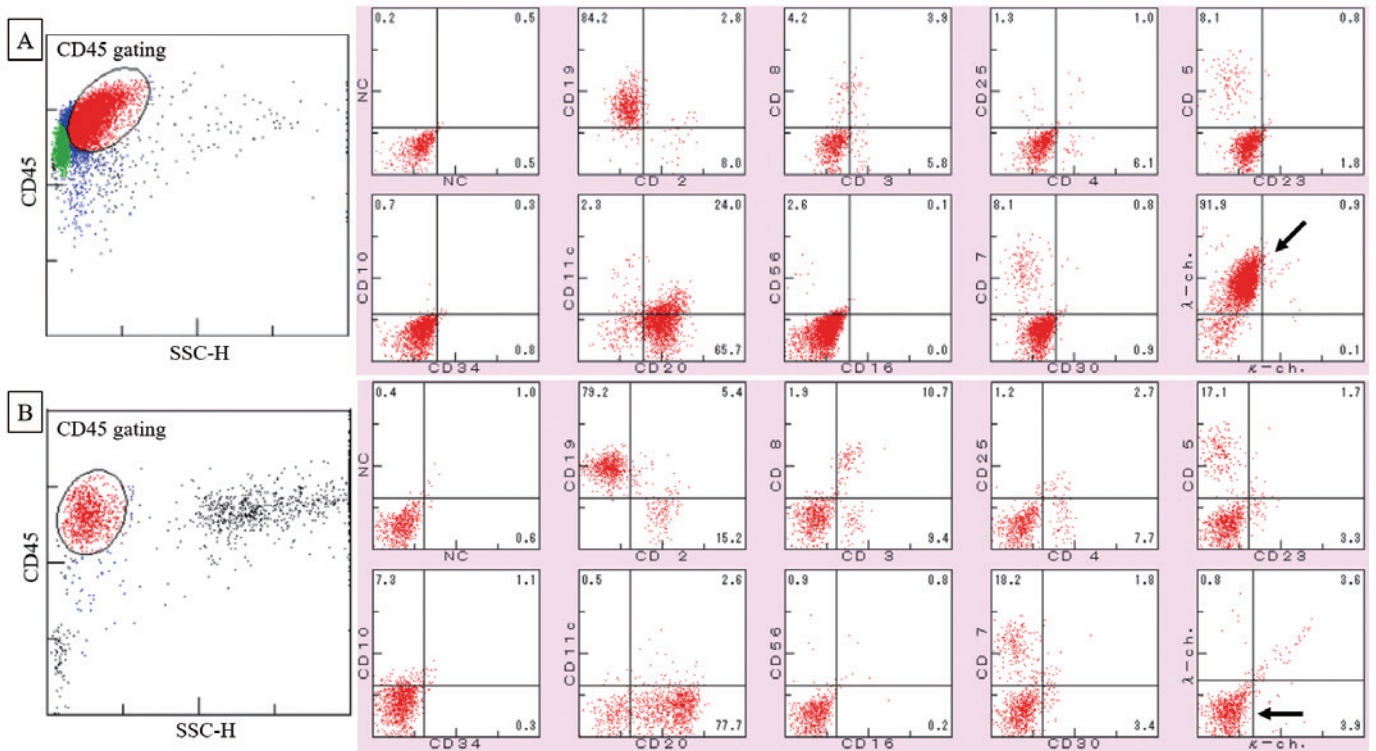 A
CD45 gating
CD45
SSC-H
0.2 0.5
NC
0.5
NC
84.2 2.8
CD19
8.0
CD 2
4.2 3.9
CD 8
5.8
CD 3
1.3 1.0
CD25
6.1
CD 4
8.1 0.8
CD 5
1.8
CD23
0.7 0.3
CD10
0.8
CD34
2.3 24.0
CD11c
65.7
CD20
2.6 0.1
CD56
0.0
CD16
8.1 0.8
CD 7
0.9
CD30
91.9 0.9
λ-ch.
0.1
κ-ch.
B
CD45 gating
CD45
SSC-H
0.4 1.0
NC
0.6
NC
79.2 5.4
CD19
15.2
CD 2
1.9 10.7
CD 8
9.4
CD 3
1.2 2.7
CD25
7.7
CD 4
17.1 1.7
CD 5
3.3
CD23
7.3 1.1
CD10
0.3
CD34
0.5 2.6
CD11c
77.7
CD20
0.9 0.8
CD56
0.2
CD16
18.2 1.8
CD 7
3.4
CD30
0.8 3.6
λ-ch.
3.9
κ-ch.